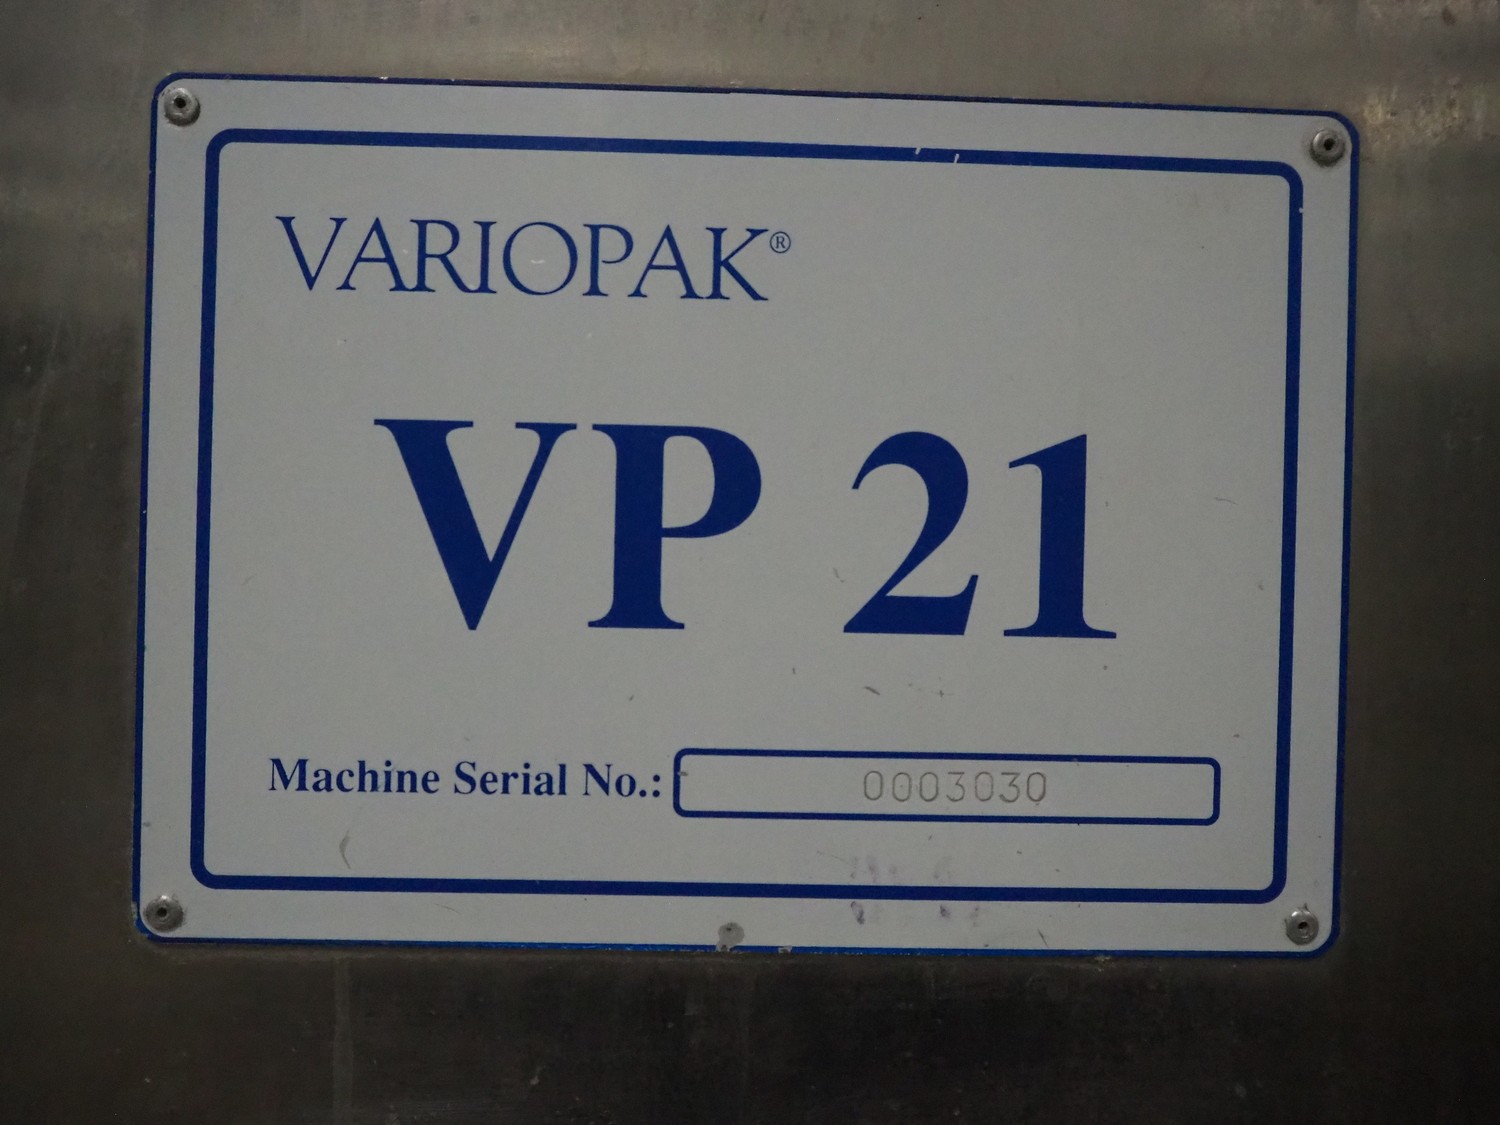 VARIOPAK®
VP 21
Machine Serial No.: 0003030